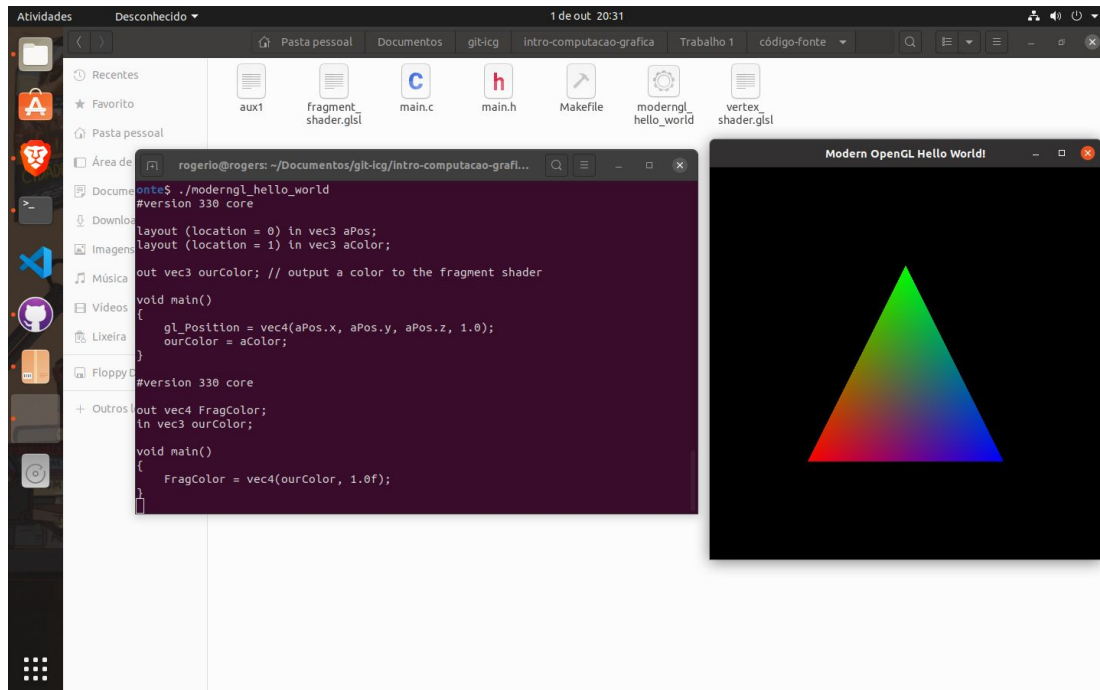 Atividades
Desconhecido
1 de out 20:31
Pasta pessoal
Documentos
git-icg
intro-computacao-grafica
Trabalho 1
código-fonte
Recentes
Favorito
Pasta pessoal
Área de
Docume
Downloa
Imagens
Música
Vídeos
Lixeira
Floppy D
+ Outros l
aux1
fragment_
shader.glsl
C
main.c
h
main.h
Makefile
moderngl_
hello_world
vertex_
shader.glsl
rogerio@rogers: ~/Documentos/git-icg/intro-computacao-grafi...
onte$ ./moderngl_hello_world
#version 330 core
layout (location = 0) in vec3 aPos;
layout (location = 1) in vec3 aColor;
out vec3 ourColor; // output a color to the fragment shader
void main()
{
    gl_Position = vec4(aPos.x, aPos.y, aPos.z, 1.0);
    ourColor = aColor;
}
#version 330 core
out vec4 FragColor;
in vec3 ourColor;
void main()
{
    FragColor = vec4(ourColor, 1.0f);
}
Modern OpenGL Hello World!